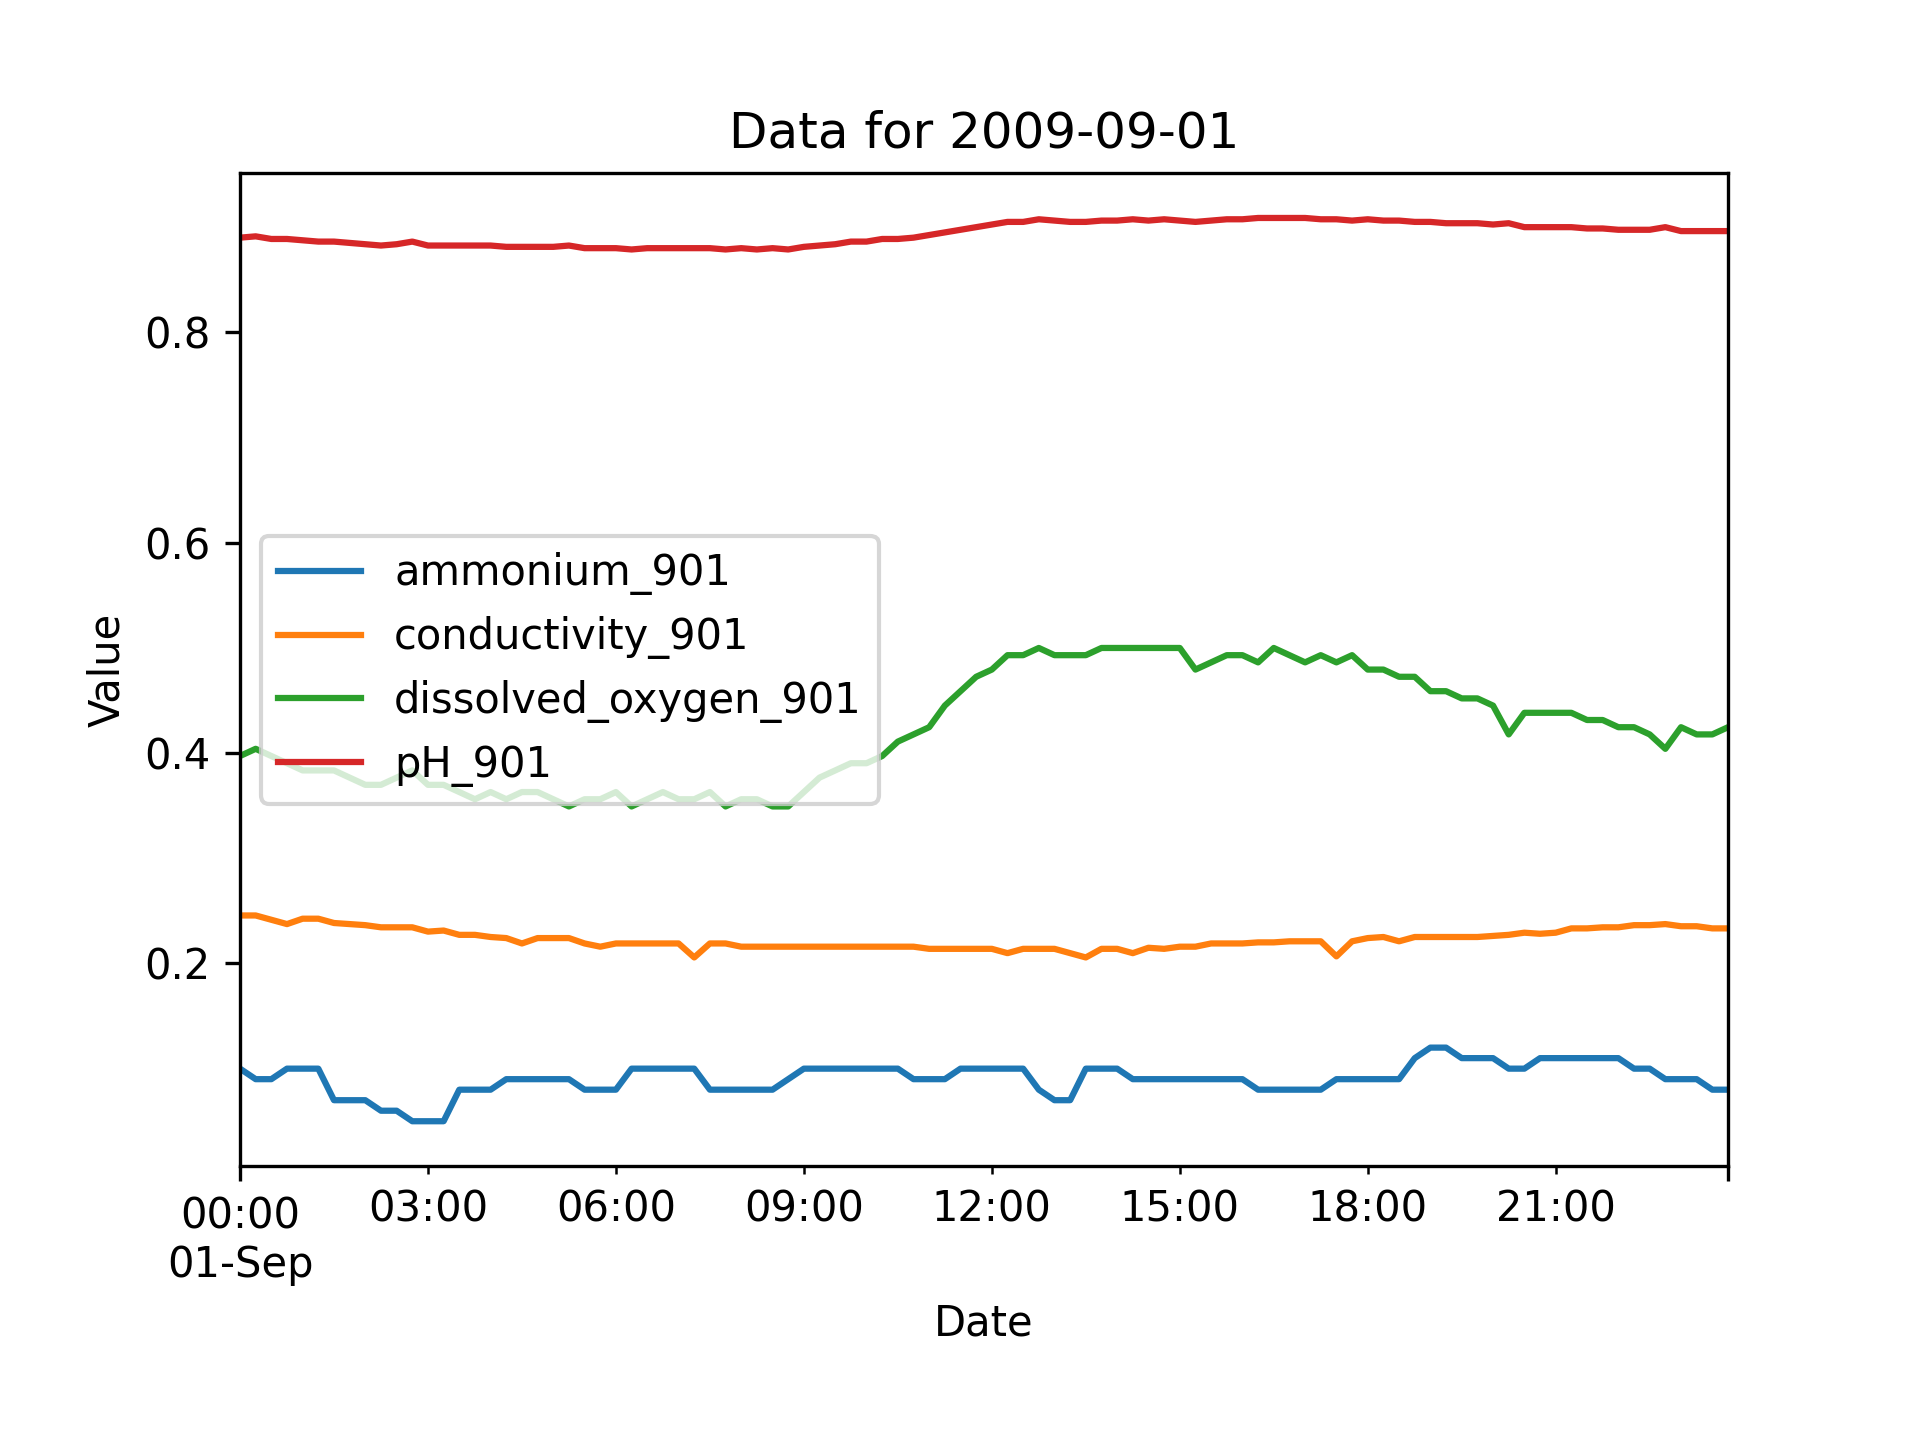 Data for 2009-09-01
Value
0.8
0.6
0.4
0.2
ammonium_901
conductivity_901
dissolved_oxygen_901
pH_901
00:00 03:00 06:00 09:00 12:00 15:00 18:00 21:00
01-Sep
Date